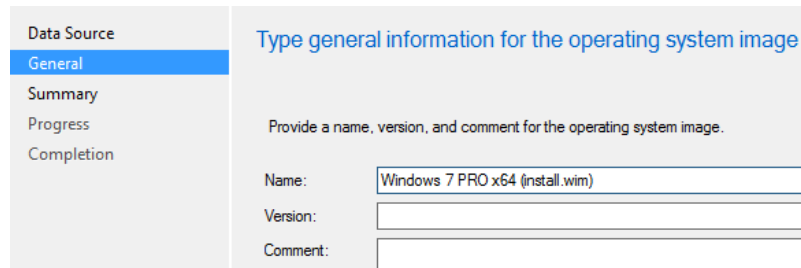 Data Source
General
Summary
Progress
Completion
Type general information for the operating system image
Provide a name, version, and comment for the operating system image.
Name: Windows 7 PRO x64 (install.wim)
Version:
Comment: